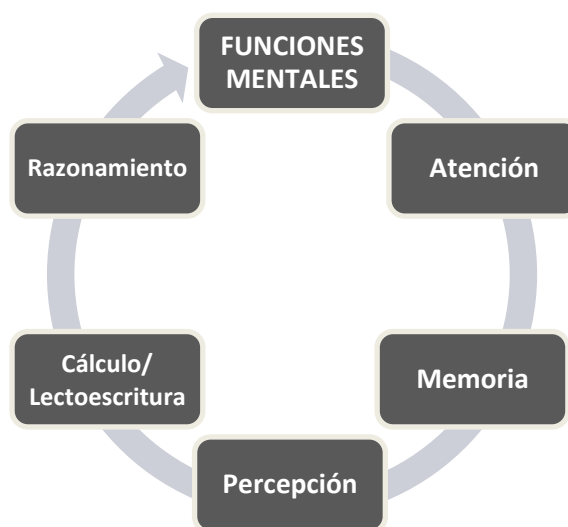 FUNCIONES
MENTALES
Atención
Memoria
Percepción
Cálculo/
Lectoescritura
Razonamiento